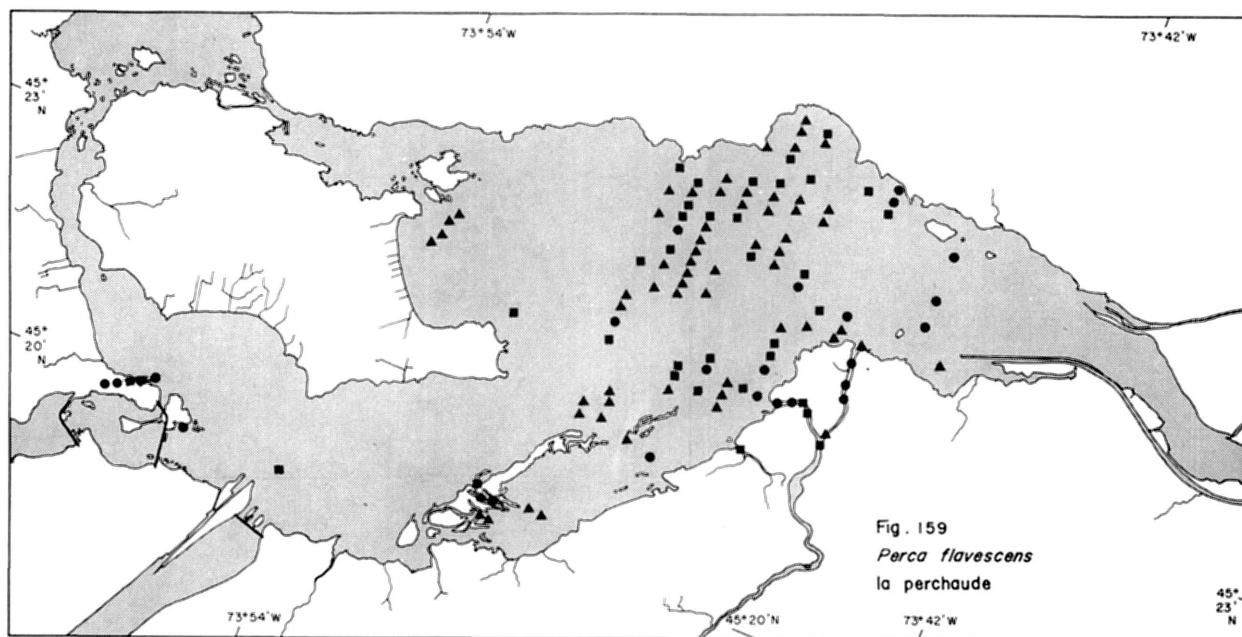 73°54'W
73°42'W
45°
23'
N
45°
20'
N
Fig. 159
Perca flavescens
la perchaude
73°54'W
45°20'N
73°42'W
45°
23'
N